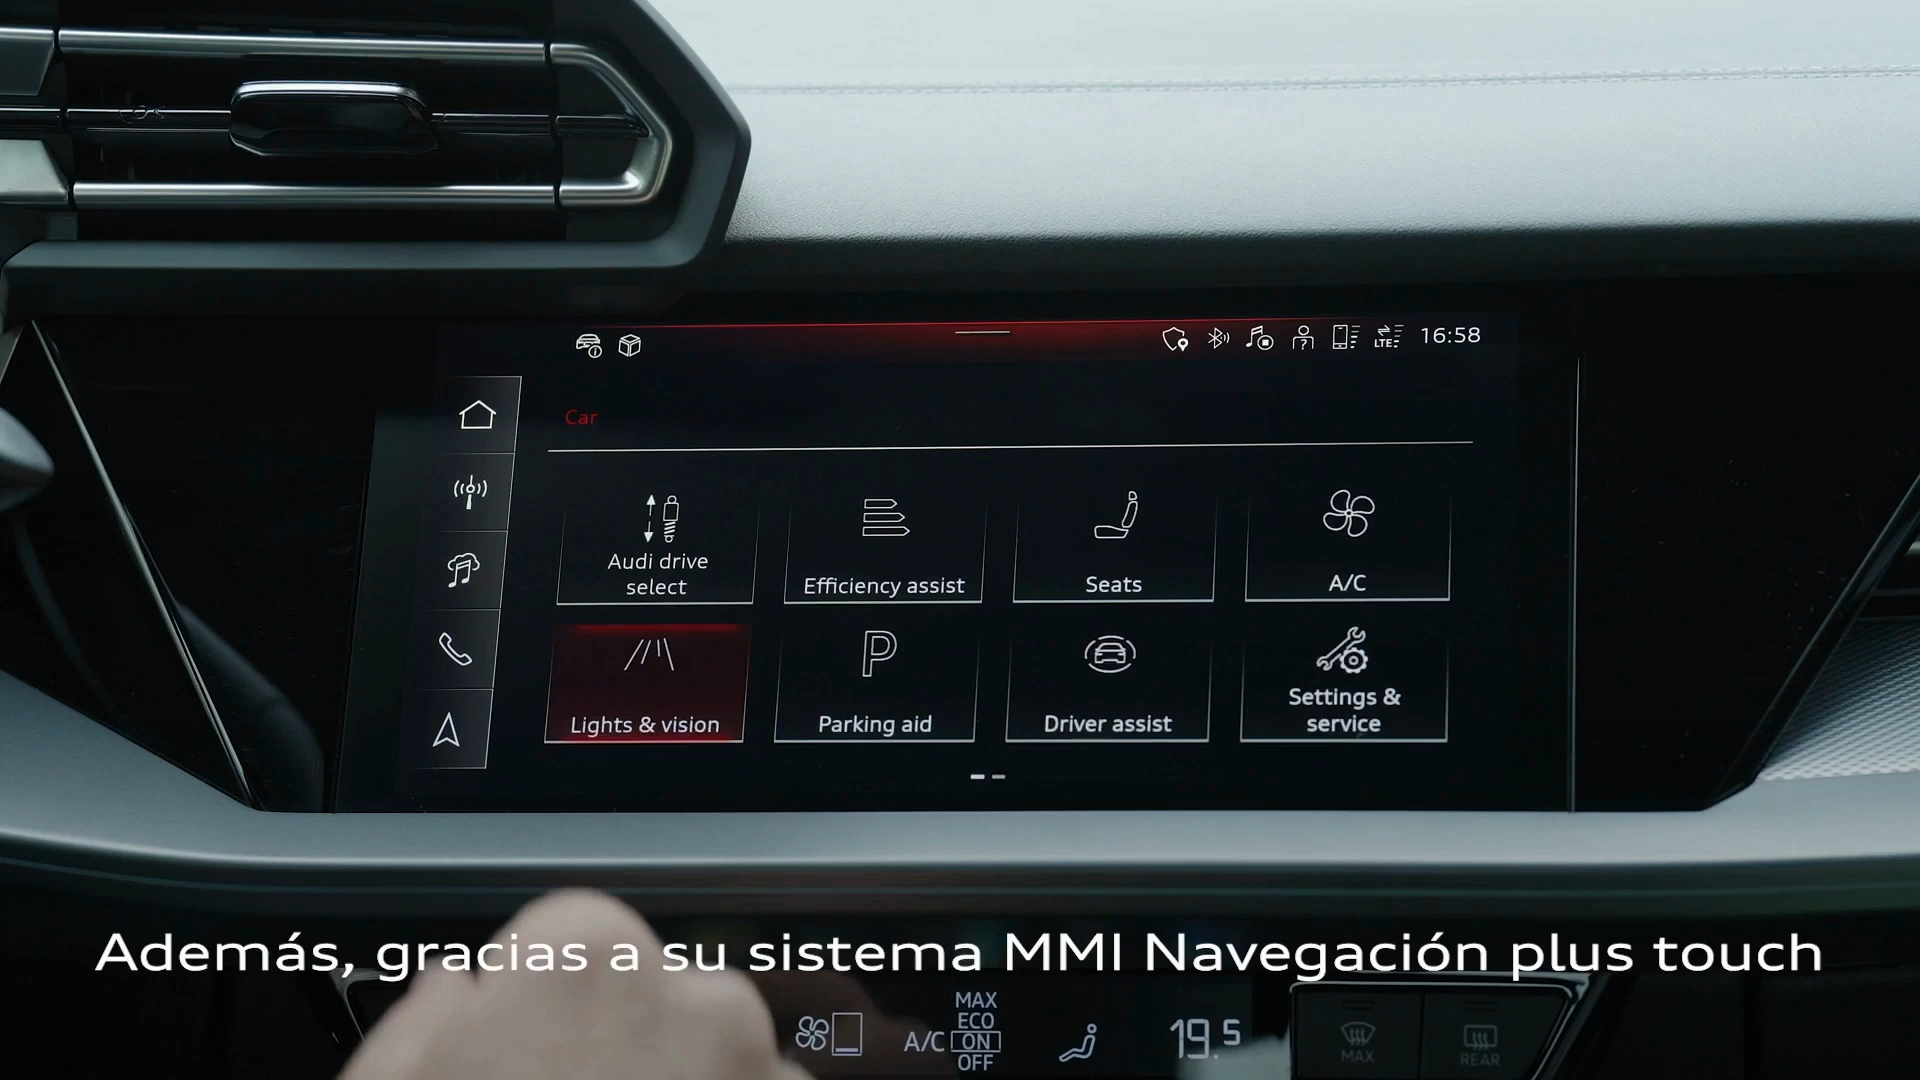 LTE
16:58
Car
Audi drive
select
Efficiency assist
Seats
A/C
Lights & vision
P
Parking aid
Driver assist
Settings &
service
Además, gracias a su sistema MMI Navegación plus touch
MAX
ECO
A/C ON
OFF
19.5
MAX
REAR